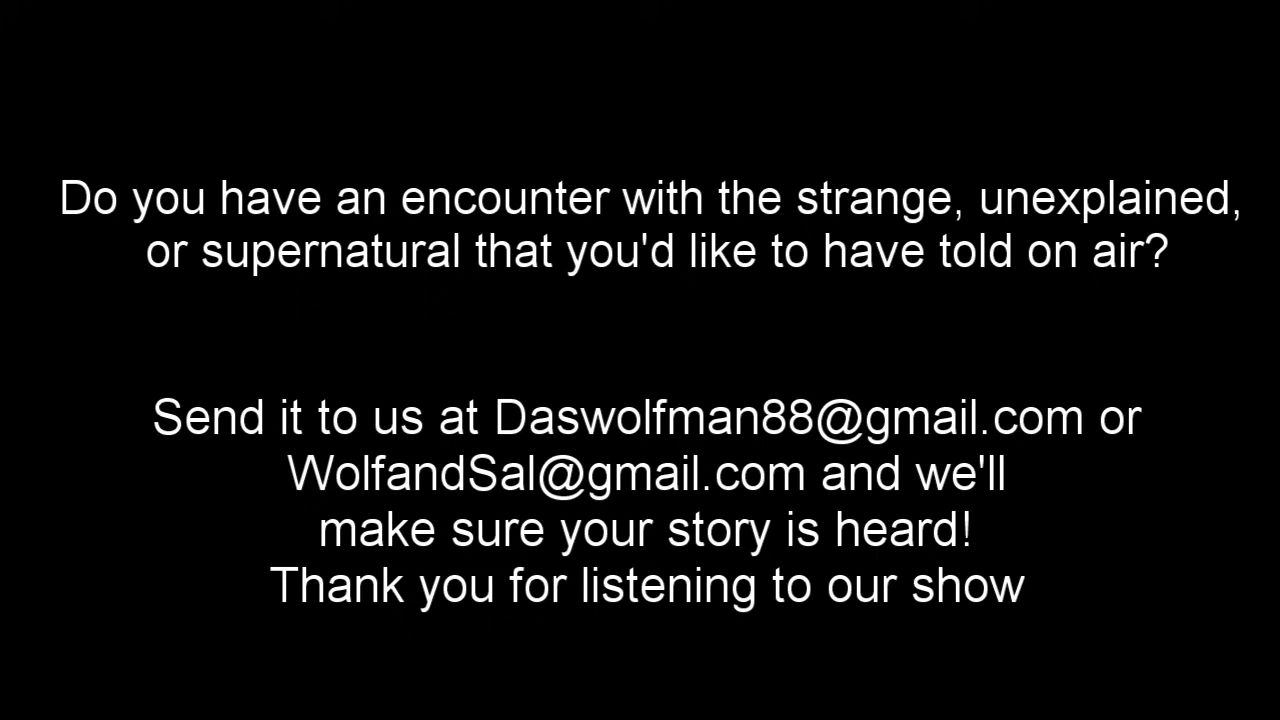 Do you have an encounter with the strange, unexplained,
or supernatural that you'd like to have told on air?
Send it to us at Daswolfman88@gmail.com or
WolfandSal@gmail.com and we'll
make sure your story is heard!
Thank you for listening to our show